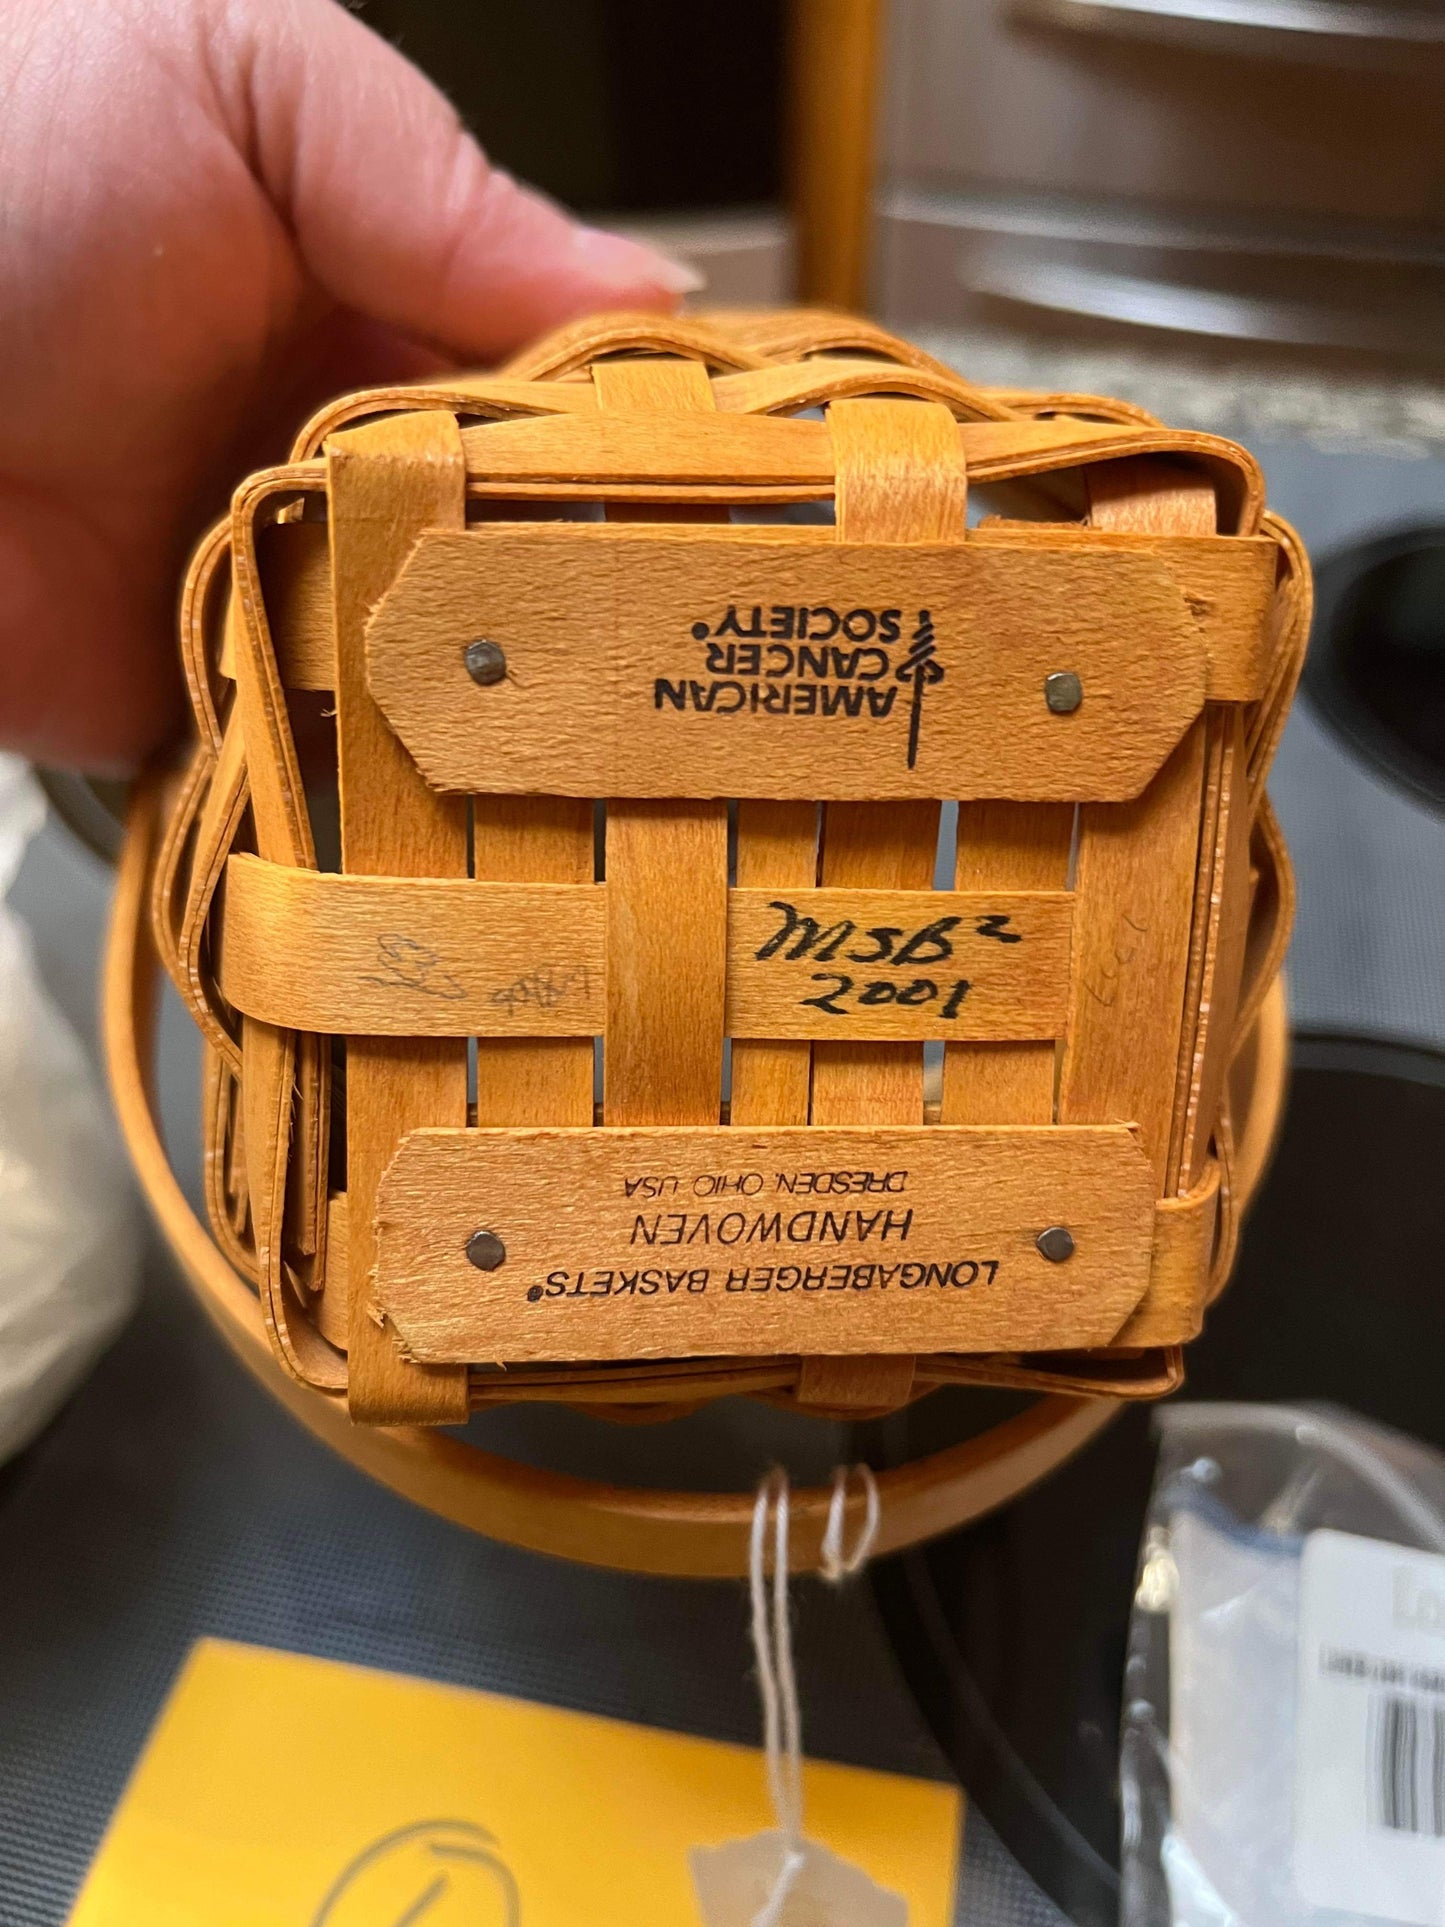 AMERICAN
CANCER
SOCIETY®
MSB²
2001
LONGABERGER BASKETS®
HANDWOVEN
DRESDEN, OHIO USA